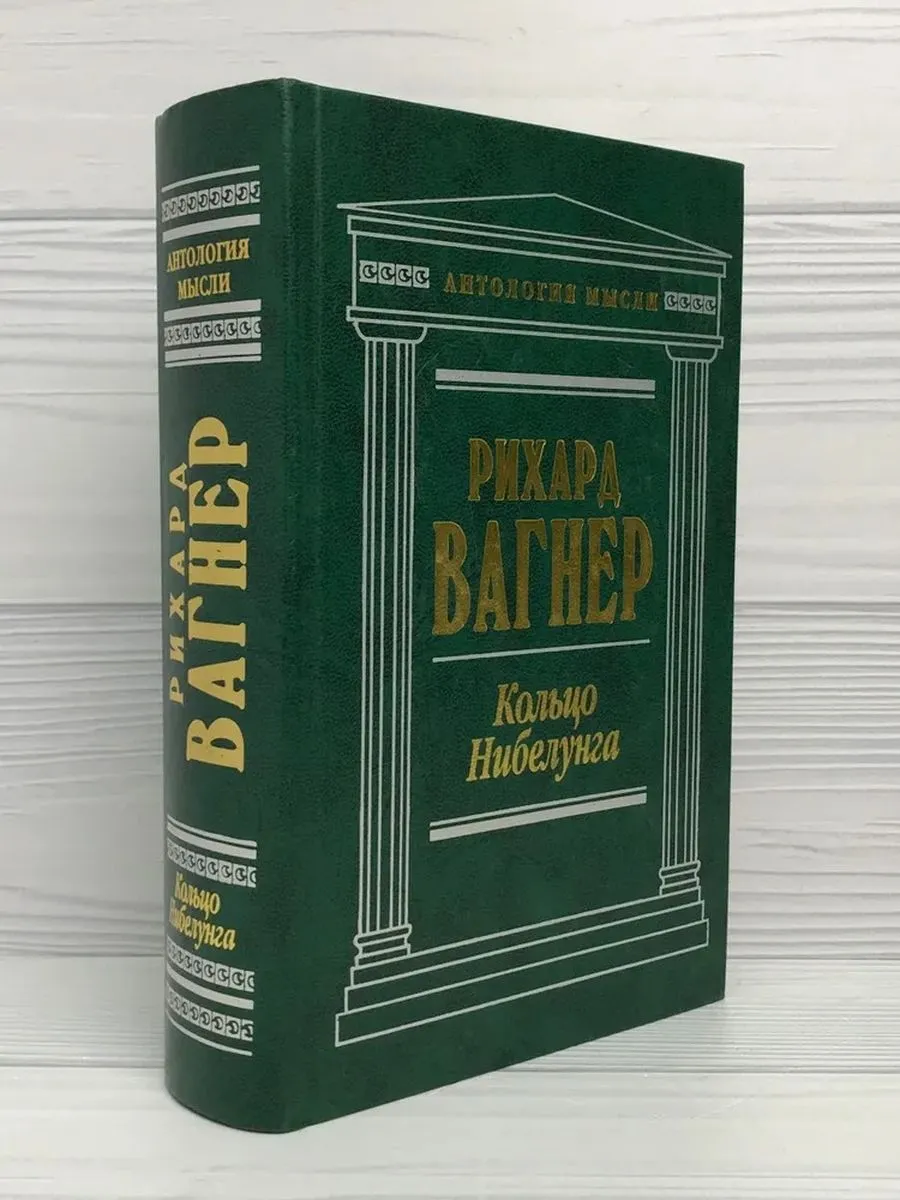 АНТОЛОГИЯ
МЫСЛИ
РИХАРД
ВАГНЕР
Кольцо
Нибелунга
АНТОЛОГИЯ МЫСЛИ
РИХАРД
ВАГНЕР
Кольцо
Нибелунга